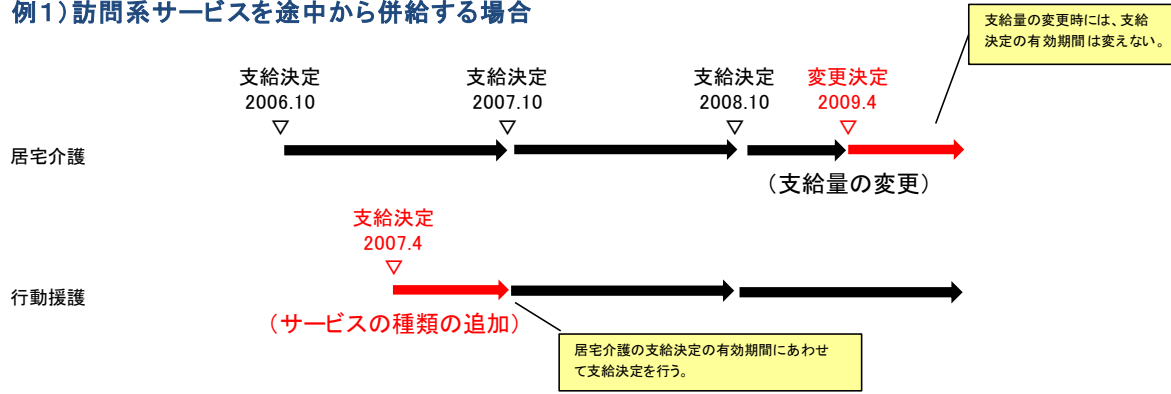 例1）訪問系サービスを途中から併給する場合
支給量の変更時には、支給
決定の有効期間は変えない。
支給決定
2006.10
▽
支給決定
2007.10
▽
支給決定
2008.10
▽
変更決定
2009.4
▽
居宅介護
（支給量の変更）
支給決定
2007.4
▽
行動援護
（サービスの種類の追加）
居宅介護の支給決定の有効期間にあわせ
て支給決定を行う。